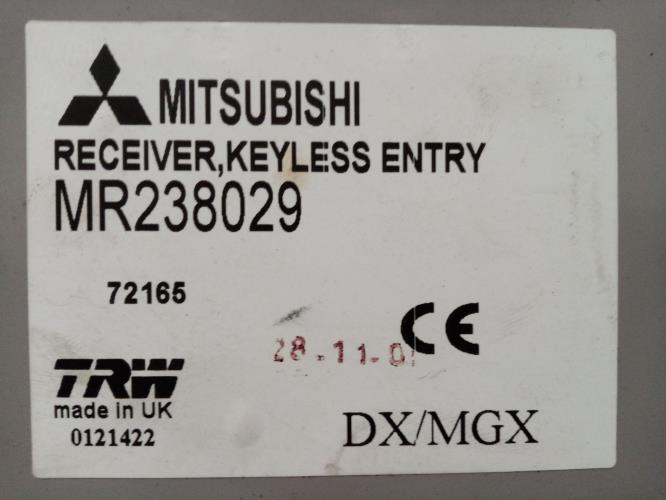 MITSUBISHI
RECEIVER,KEYLESS ENTRY
MR238029
72165
CE
TRW
made in UK
0121422
DX/MGX